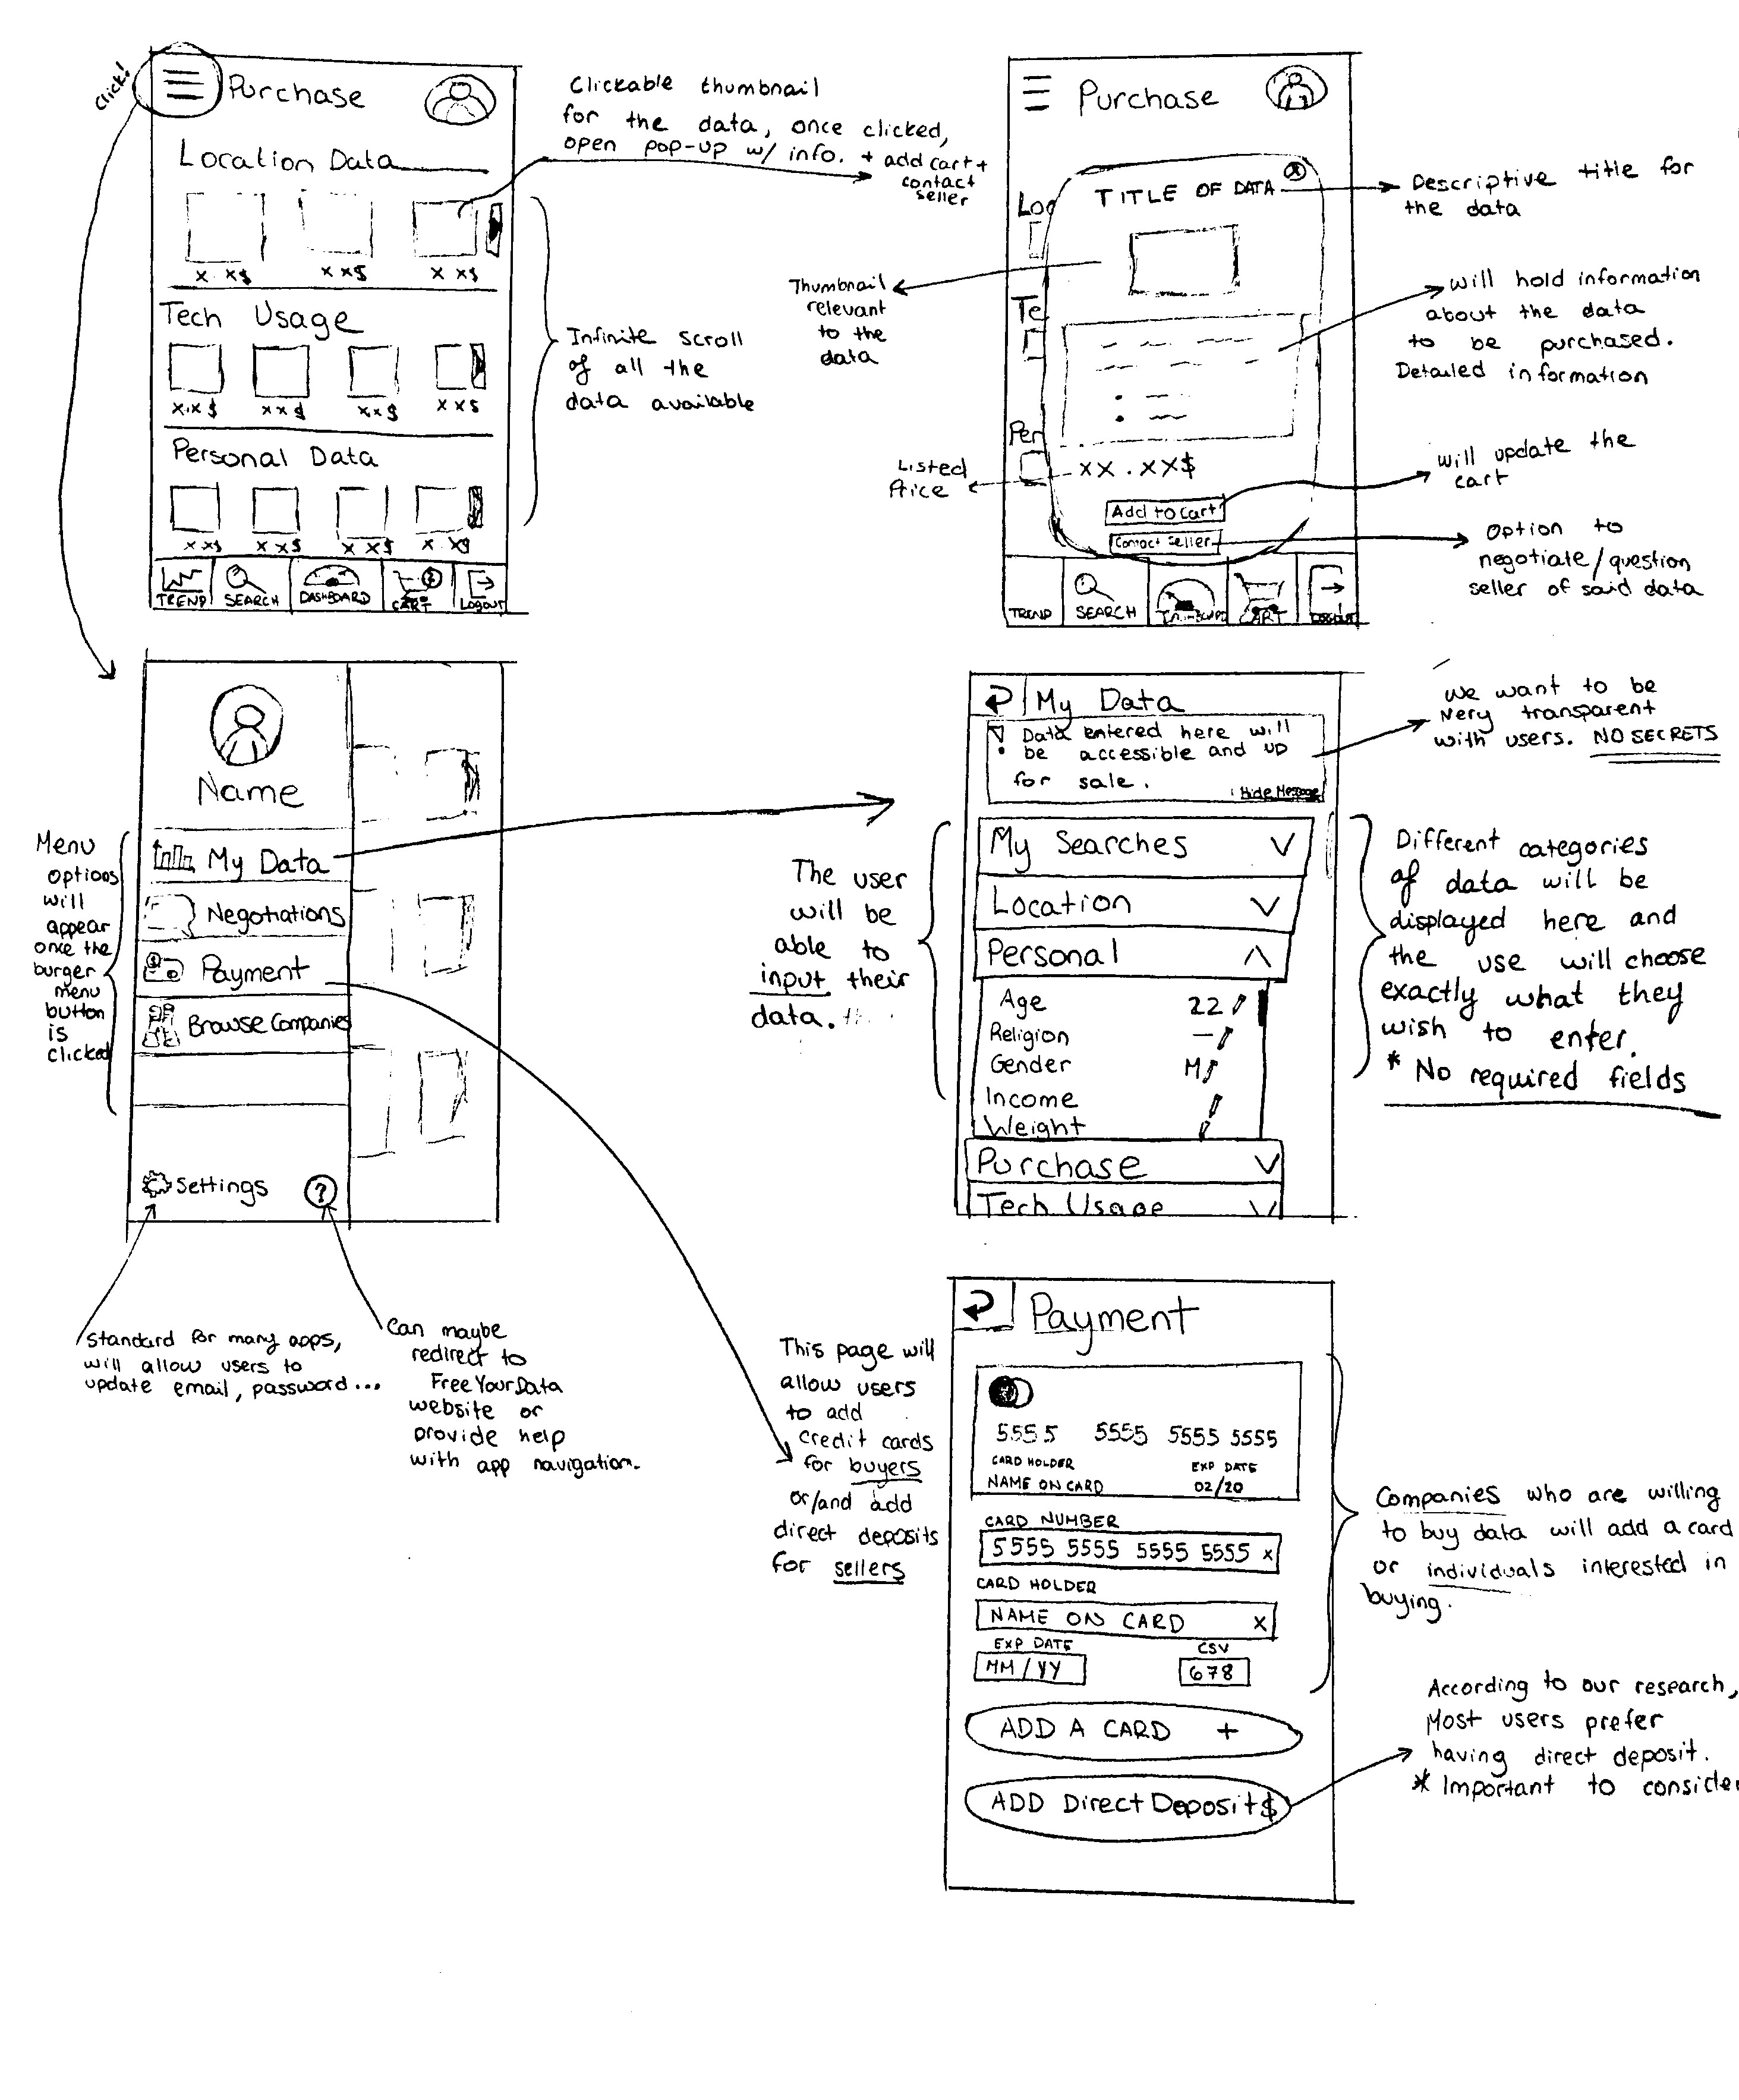 click!
Purchase
Location Data
x xx$
x x$
x x$
Tech Usage
x.x$
x x $
x x $
x x $
Personal Data
x x$
x x$
x x$
x x$
TREND
SEARCH
DASHBOARD
CART
Logout
Clickable thumbnail
for the data, once clicked,
open pop-up w/ info. + add cart +
contact
seller
Infinite scroll
of all the
data available
Purchase
Loc
Te
Per
TITLE OF DATA
x
XX.XX$
Add to Cart
Contact Seller
TREND
SEARCH
CART
Logout
Descriptive title for
the data
Thumbnail
relevant
to the
data
will hold information
about the data
to be purchased.
Detailed information
Listed
Price
will update the
cart
Option to
negotiate/question
seller of said data
Name
My Data
Negotiations
Payment
Browse Companies
Settings
?
Menu
options
will
appear
once the
burger
menu
button
is
clicked
Standard for many apps,
will allow users to
update email, password...
Can maybe
redirect to
FreeYourData
website or
provide help
with app navigation.
My Data
! Data entered here will
be accessible and up
for sale.
Hide Message
My Searches
Location
Personal
Age 22
Religion —
Gender M
Income
Weight
Purchase
Tech Usage
We want to be
very transparent
with users. NO SECRETS
The user
will be
able to
input their
data.
Different categories
of data will be
displayed here and
the use will choose
exactly what they
wish to enter.
* No required fields
Payment
5555 5555 5555 5555
CARD HOLDER EXP DATE
NAME ON CARD 02/20
CARD NUMBER
5555 5555 5555 5555 x
CARD HOLDER
NAME ON CARD X
EXP DATE CSV
MM/YY 678
ADD A CARD +
ADD Direct Deposit $
This page will
allow users
to add
credit cards
for buyers
or/and add
direct deposits
for sellers
Companies who are willing
to buy data will add a card
or individuals interested in
buying.
According to our research,
Most users prefer
having direct deposit.
* Important to consider